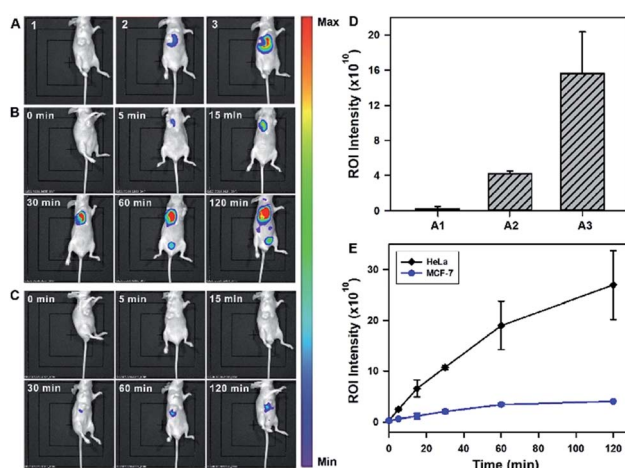 A
1
2
3
B
0 min
5 min
15 min
30 min
60 min
120 min
C
0 min
5 min
15 min
30 min
60 min
120 min
Max
Min
D
ROI Intensity (x10¹⁰)
20
16
12
8
4
0
A1
A2
A3
E
HeLa
MCF-7
ROI Intensity (x10¹⁰)
30
20
10
0
0
20
40
60
80
100
120
Time (min)